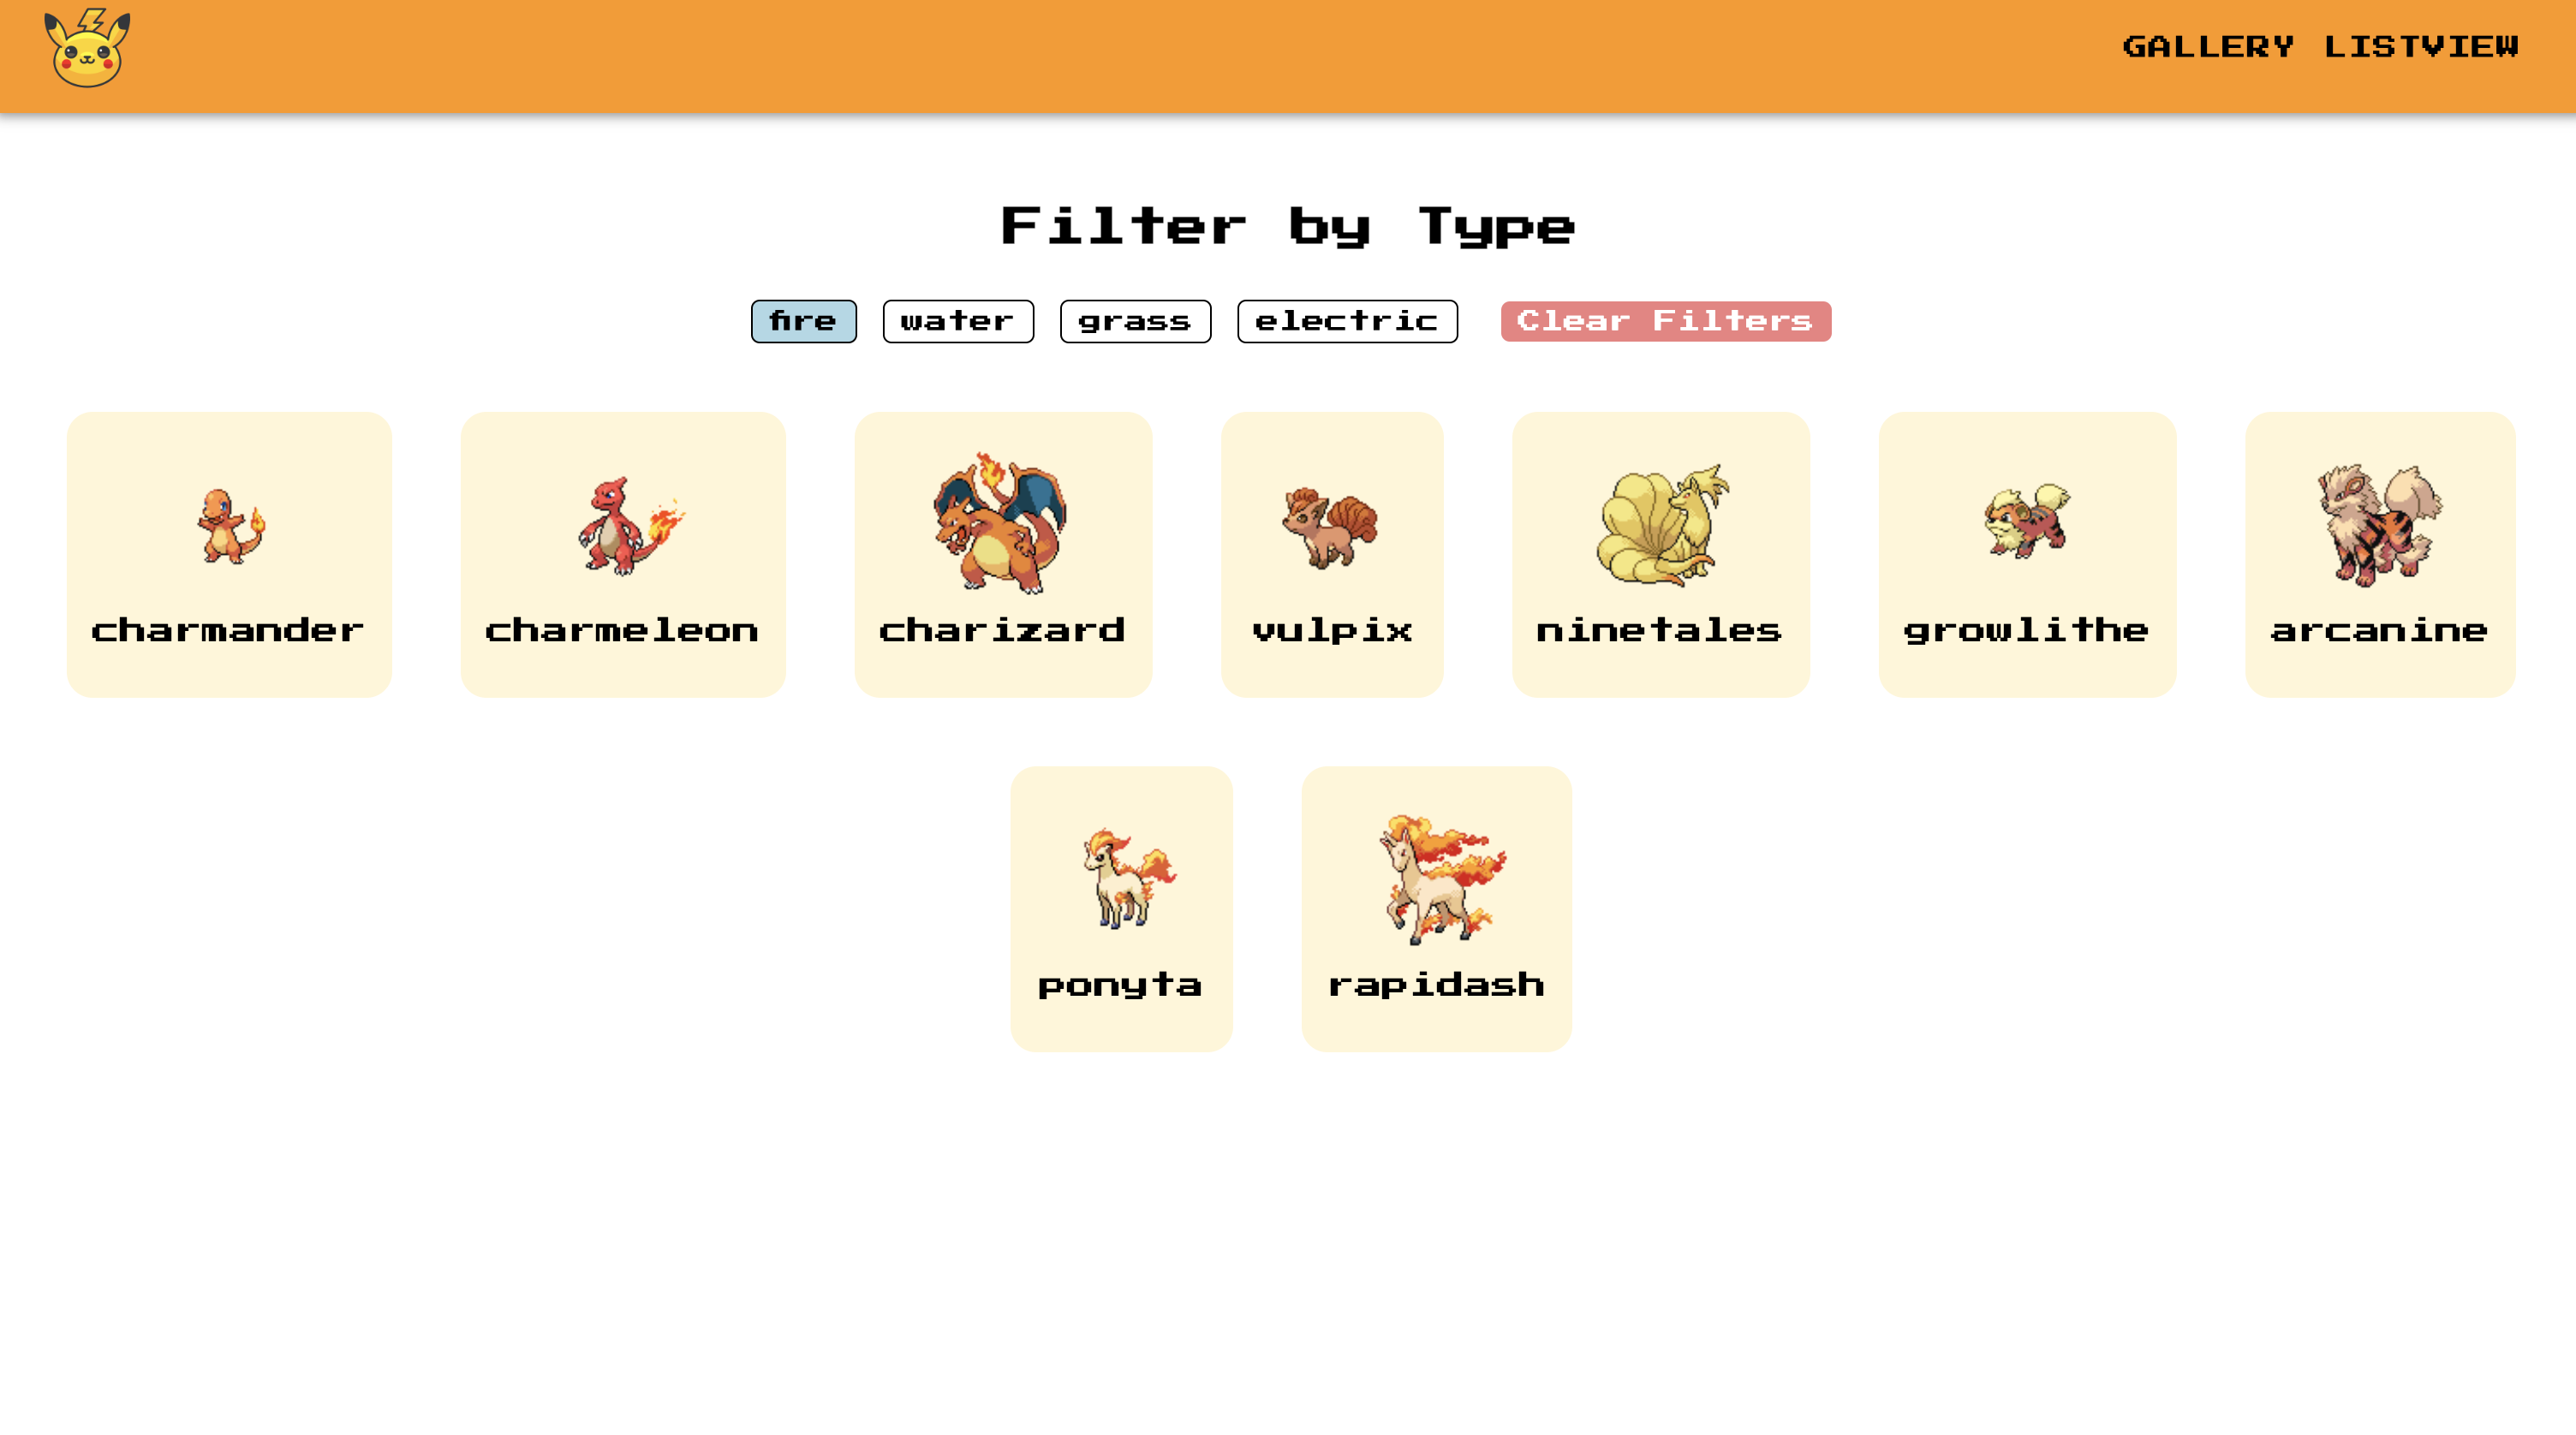 GALLERY LISTVIEW
Filter by Type
fire water grass electric Clear Filters
charmander charmeleon charizard vulpix ninetales growlithe arcanine
ponyta rapidash